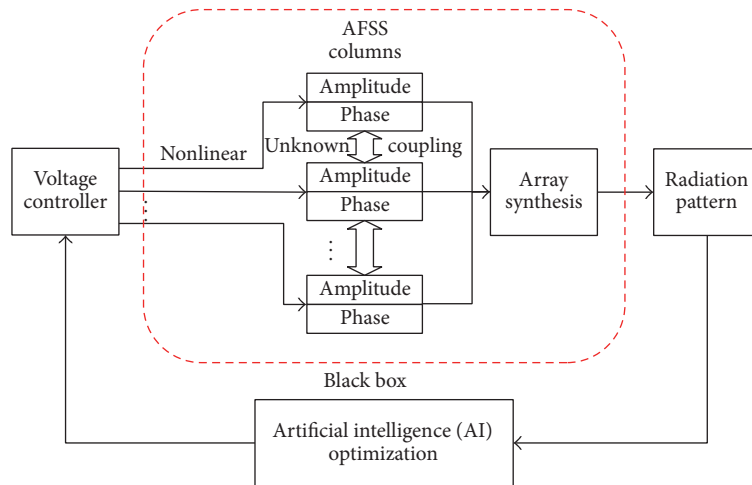 AFSS
columns
Amplitude
Phase
Nonlinear
Unknown coupling
Voltage
controller
Amplitude
Phase
Array
synthesis
Radiation
pattern
Amplitude
Phase
Black box
Artificial intelligence (AI)
optimization